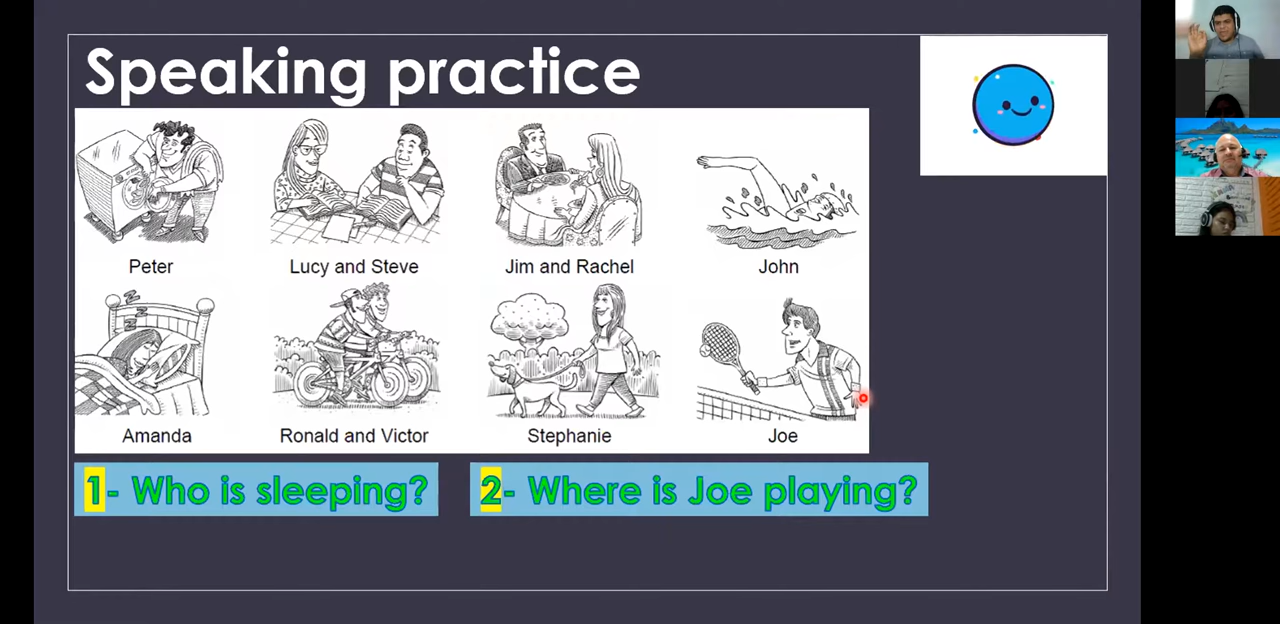 Speaking practice
Peter
Lucy and Steve
Jim and Rachel
John
Amanda
Ronald and Victor
Stephanie
Joe
1- Who is sleeping?
2- Where is Joe playing?